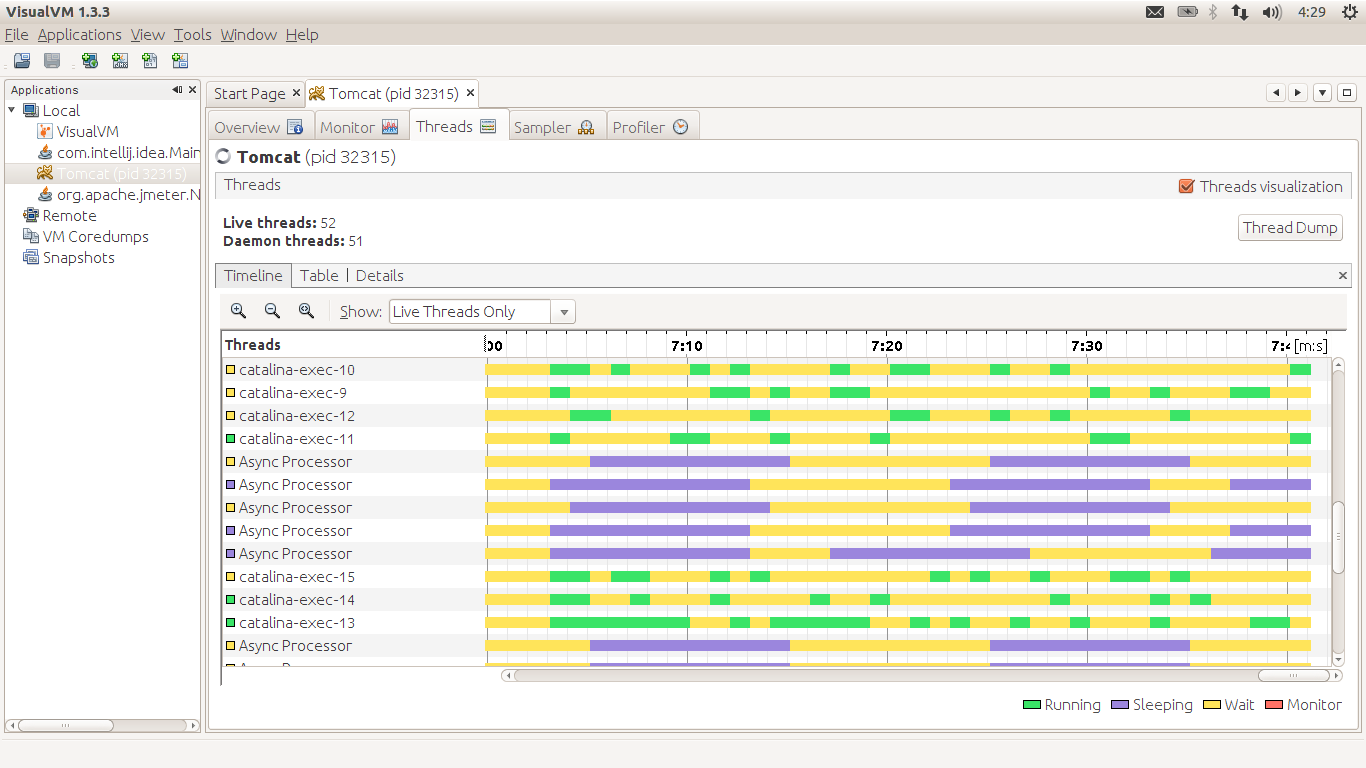 VisualVM 1.3.3
4:29
File Applications View Tools Window Help
Applications
Local
VisualVM
com.intellij.idea.Main
Tomcat (pid 32315)
org.apache.jmeter.N
Remote
VM Coredumps
Snapshots
Start Page
Tomcat (pid 32315)
Overview Monitor Threads Sampler Profiler
Tomcat (pid 32315)
Threads
Threads visualization
Live threads: 52
Daemon threads: 51
Thread Dump
Timeline Table Details
Show: Live Threads Only
Threads 00 7:10 7:20 7:30 7:4 [m:s]
catalina-exec-10
catalina-exec-9
catalina-exec-12
catalina-exec-11
Async Processor
Async Processor
Async Processor
Async Processor
Async Processor
catalina-exec-15
catalina-exec-14
catalina-exec-13
Async Processor
Running Sleeping Wait Monitor